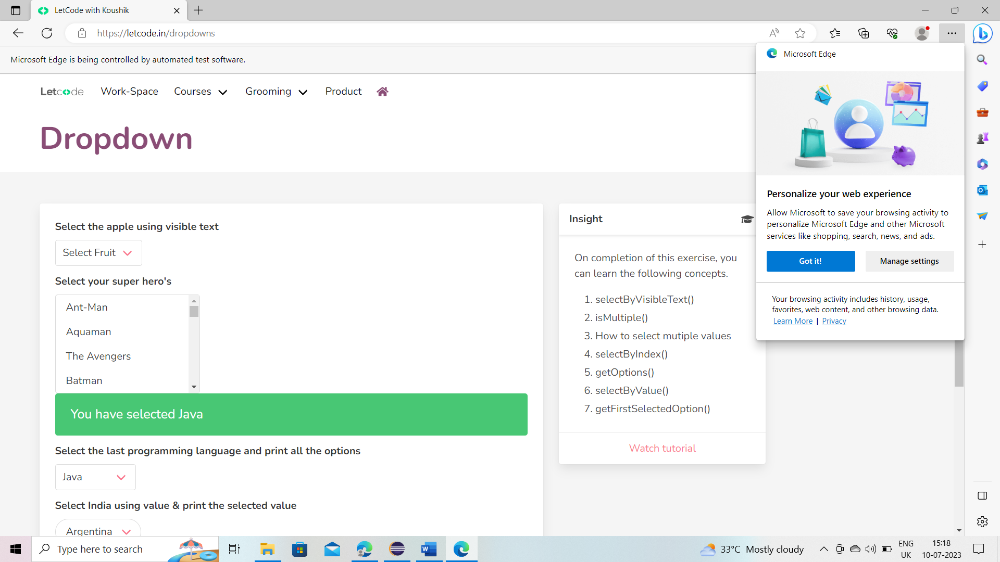 LetCode with Koushik
https://letcode.in/dropdowns
Microsoft Edge is being controlled by automated test software.
Letcode Work-Space Courses Grooming Product
Dropdown
Select the apple using visible text
Select Fruit
Select your super hero's
Ant-Man
Aquaman
The Avengers
Batman
You have selected Java
Select the last programming language and print all the options
Java
Select India using value & print the selected value
Argentina
Insight
On completion of this exercise, you
can learn the following concepts.
1. selectByVisibleText()
2. isMultiple()
3. How to select mutiple values
4. selectByIndex()
5. getOptions()
6. selectByValue()
7. getFirstSelectedOption()
Watch tutorial
Microsoft Edge
Personalize your web experience
Allow Microsoft to save your browsing activity to
personalize Microsoft Edge and other Microsoft
services like shopping, search, news, and ads.
Got it! Manage settings
Your browsing activity includes history, usage,
favorites, web content, and other browsing data.
Learn More | Privacy
Type here to search
33°C Mostly cloudy
ENG
UK
15:18
10-07-2023